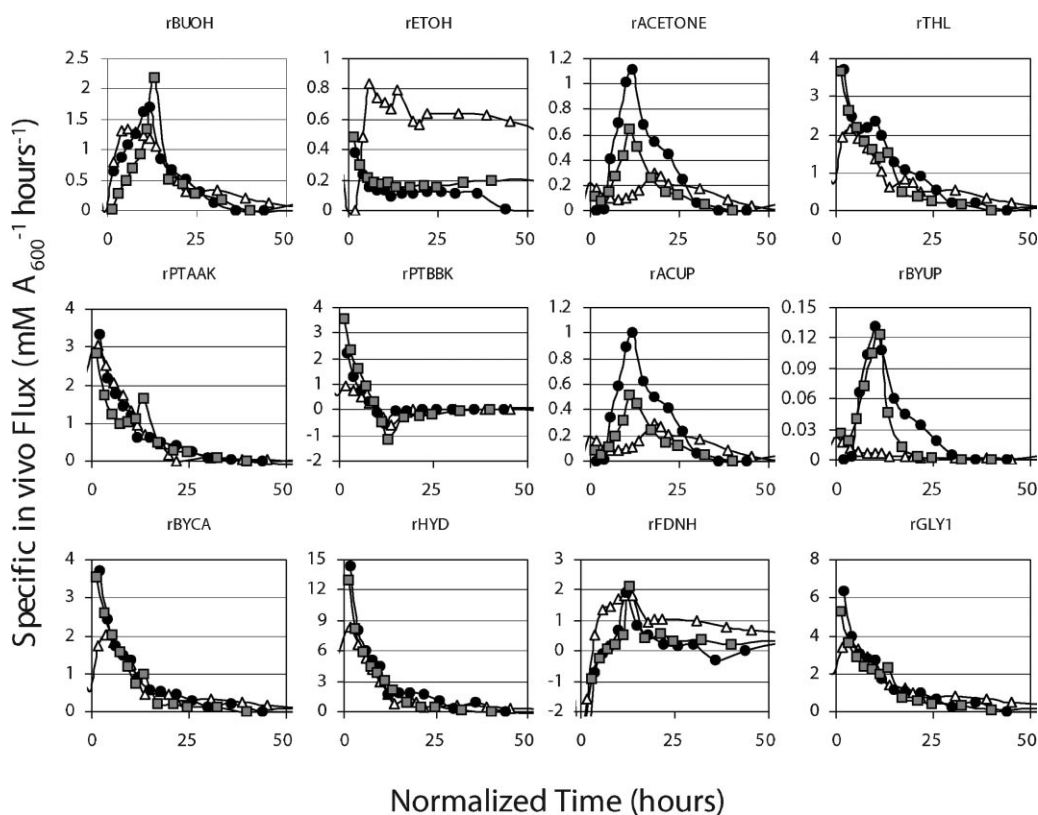 rBUOH rETOH rACETONE rTHL
2.5 1 1.2 4
2 0.8 1 3
1.5 0.6 0.8 2
1 0.4 0.6 1
0.5 0.2 0.4 0
0 0 0.2
0
0 25 50 0 25 50 0 25 50 0 25 50
rPTAAK rPTBBK rACUP rBYUP
4 4 1.2 0.15
3 3 1 0.12
2 2 0.8 0.09
1 1 0.6 0.06
0 0 0.4 0.03
-1 0.2 0
-2 0
0 25 50 0 25 50 0 25 50 0 25 50
rBYCA rHYD rFDNH rGLY1
4 15 3 8
3 12 2 6
2 9 1 4
1 6 0 2
0 3 -1 0
0 -2
0 25 50 0 25 50 0 25 50 0 25 50
Specific in vivo Flux (mM A600⁻¹ hours⁻¹)
Normalized Time (hours)